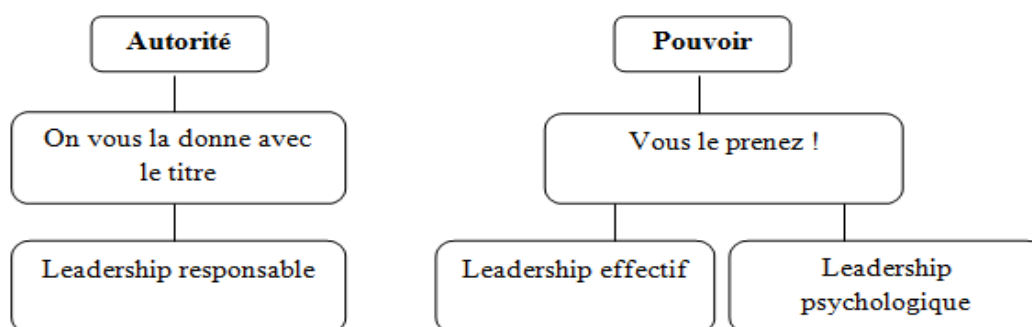 Autorité
On vous la donne avec
le titre
Leadership responsable
Pouvoir
Vous le prenez !
Leadership effectif
Leadership
psychologique